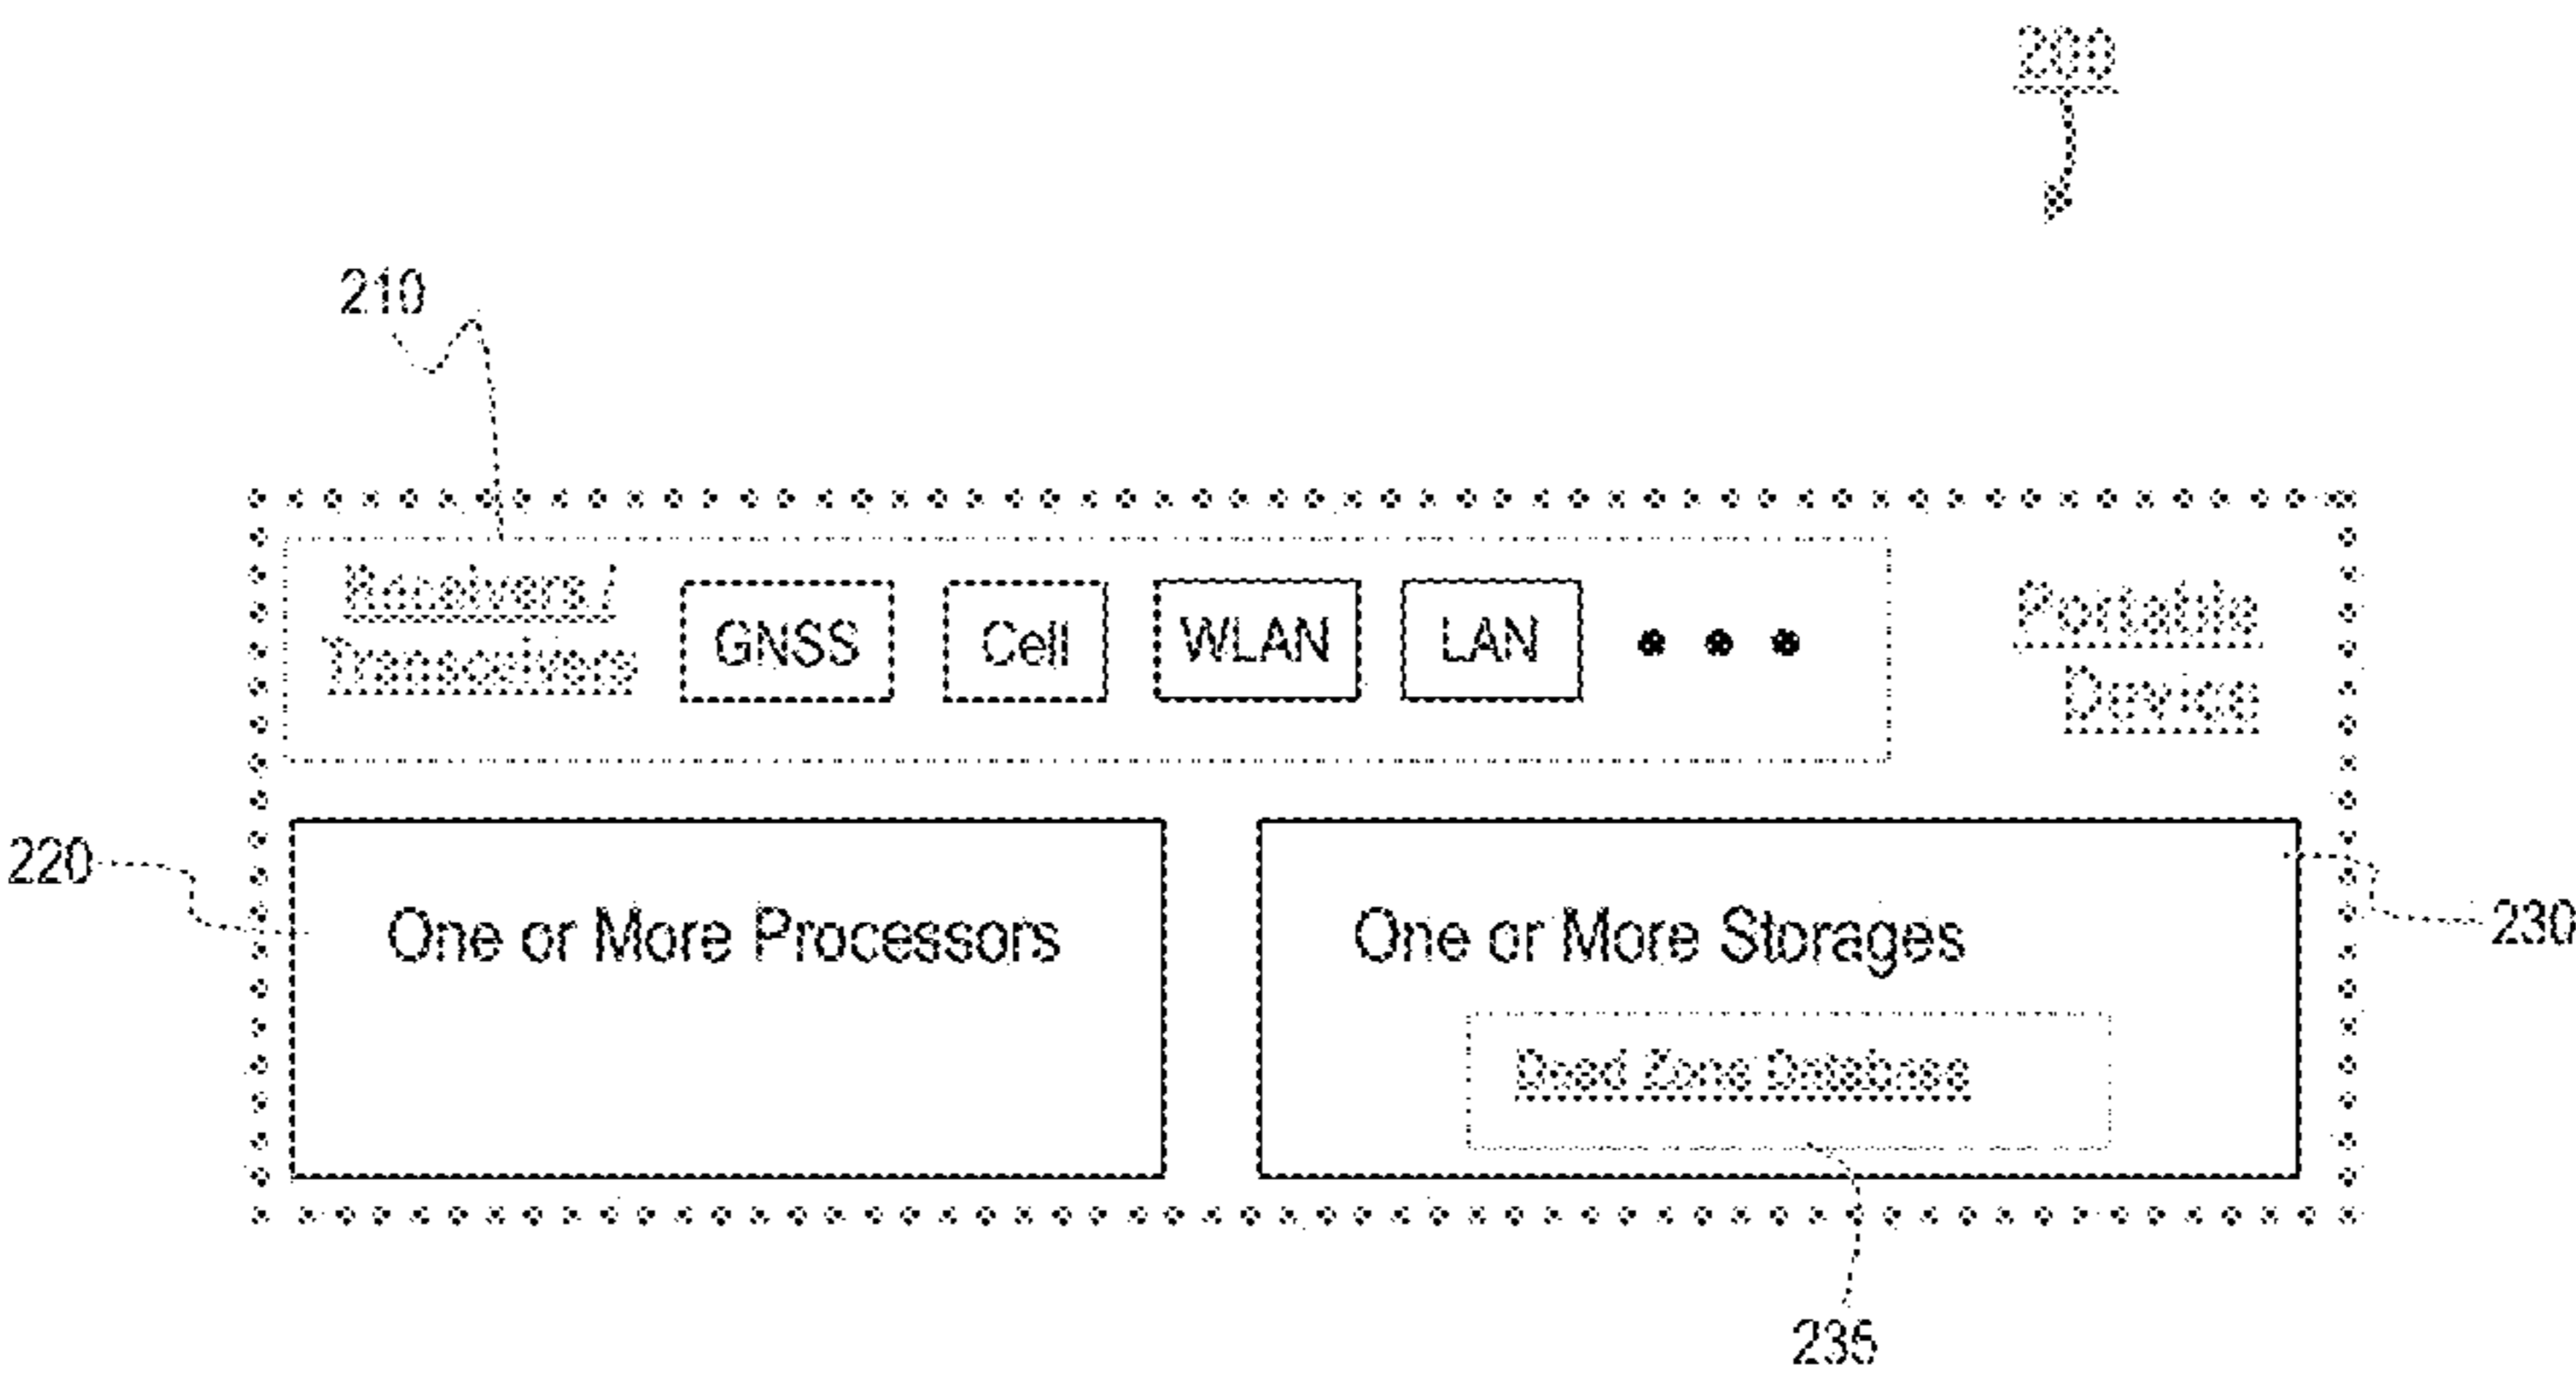 200
210
Receivers /
Transceivers
GNSS
Cell
WLAN
LAN
Portable
Device
220
One or More Processors
One or More Storages
230
Dead Zone Database
235